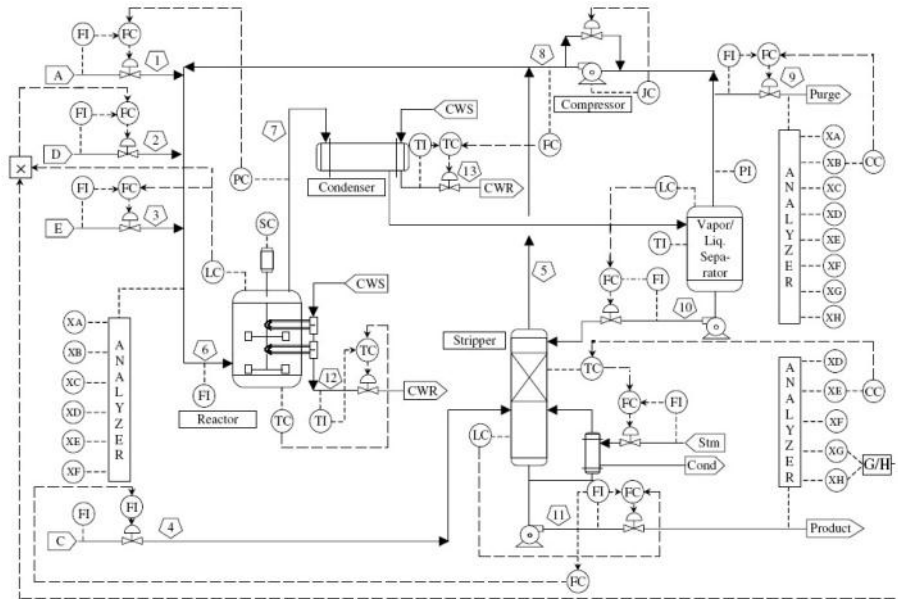 FI FC 1
A
FI FC 2
D
×
FI FC 3
E
7
CWS
TI TC
FC
13
CWR
Condenser
PC
8
Compressor
JC
FI FC
9
Purge
XA
XB CC
XC
XD
XE
XF
XG
XH
ANALYZER
PI
LC
Vapor/
Liq.
Sepa-
rator
TI
FC FI
10
SC
LC
CWS
TC
6
FI
Reactor
TC
TI
12
CWR
XA
XB
XC
XD
XE
XF
ANALYZER
5
Stripper
TC
FC FI
Stm
LC
Cond
XD
XE CC
XF
XG
XH
G/H
ANALYZER
FI FI
4
C
FI FC
11
Product
FC